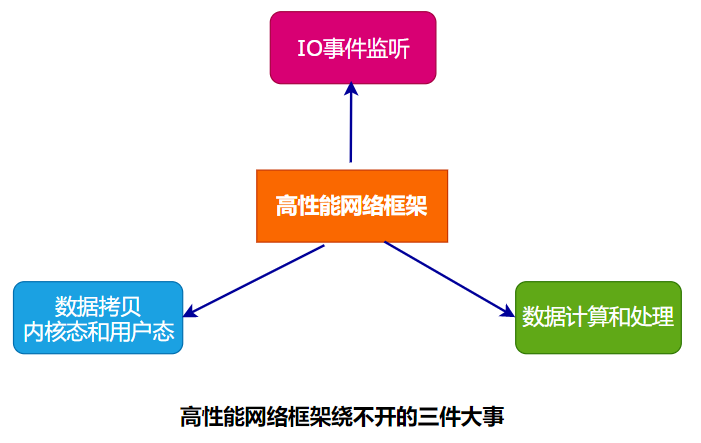 IO事件监听
高性能网络框架
数据拷贝
内核态和用户态
数据计算和处理
高性能网络框架绕不开的三件大事